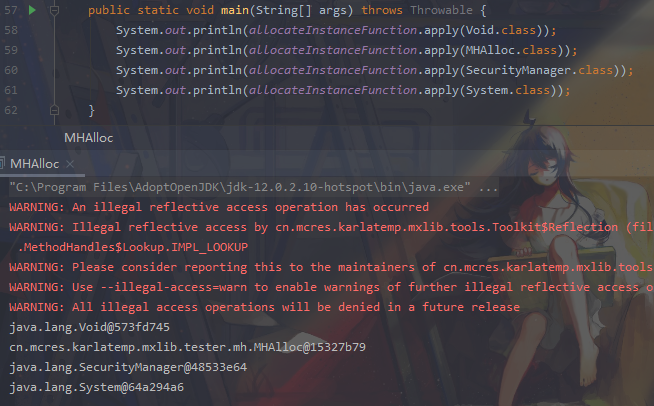 57 public static void main(String[] args) throws Throwable {
58 System.out.println(allocateInstanceFunction.apply(Void.class));
59 System.out.println(allocateInstanceFunction.apply(MHAlloc.class));
60 System.out.println(allocateInstanceFunction.apply(SecurityManager.class));
61 System.out.println(allocateInstanceFunction.apply(System.class));
62 }
MHAlloc
MHAlloc ×
"C:\Program Files\AdoptOpenJDK\jdk-12.0.2.10-hotspot\bin\java.exe" ...
WARNING: An illegal reflective access operation has occurred
WARNING: Illegal reflective access by cn.mcres.karlatemp.mxlib.tools.Toolkit$Reflection (fil
.MethodHandles$Lookup.IMPL_LOOKUP
WARNING: Please consider reporting this to the maintainers of cn.mcres.karlatemp.mxlib.tools
WARNING: Use --illegal-access=warn to enable warnings of further illegal reflective access o
WARNING: All illegal access operations will be denied in a future release
java.lang.Void@573fd745
cn.mcres.karlatemp.mxlib.tester.mh.MHAlloc@15327b79
java.lang.SecurityManager@48533e64
java.lang.System@64a294a6